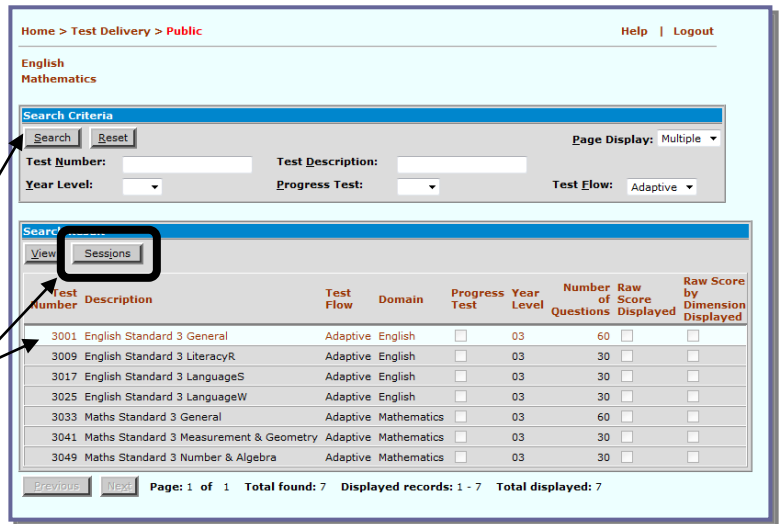 Home > Test Delivery > Public Help | Logout
English
Mathematics
Search Criteria
Search Reset Page Display: Multiple
Test Number: Test Description:
Year Level: Progress Test: Test Flow: Adaptive
Search
View Sessions
Test Number Description Test Flow Domain Progress Test Year Level Number of Questions Raw Score Displayed Raw Score by Dimension Displayed
3001 English Standard 3 General Adaptive English 03 60
3009 English Standard 3 LiteracyR Adaptive English 03 30
3017 English Standard 3 LanguageS Adaptive English 03 30
3025 English Standard 3 LanguageW Adaptive English 03 30
3033 Maths Standard 3 General Adaptive Mathematics 03 60
3041 Maths Standard 3 Measurement & Geometry Adaptive Mathematics 03 30
3049 Maths Standard 3 Number & Algebra Adaptive Mathematics 03 30
Previous Next Page: 1 of 1 Total found: 7 Displayed records: 1 - 7 Total displayed: 7